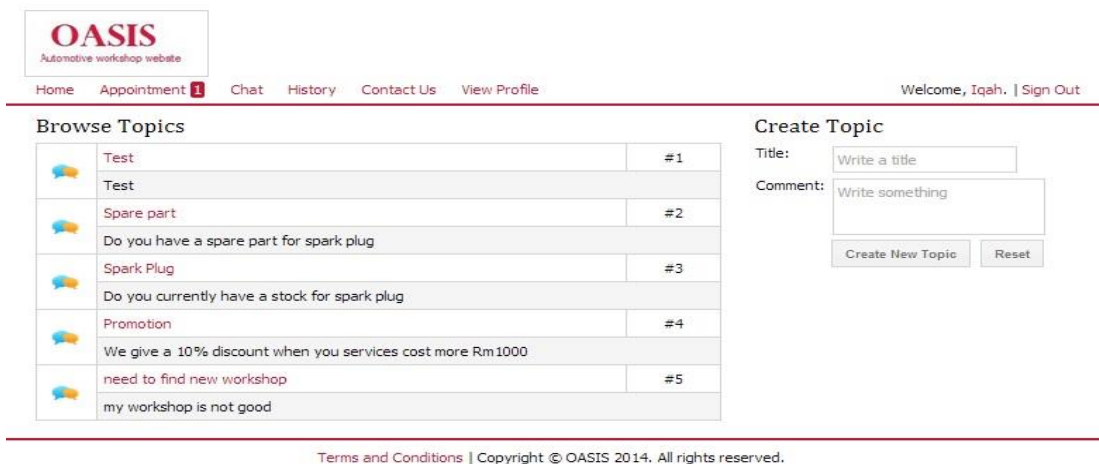 OASIS
Automotive workshop website
Home Appointment 1 Chat History Contact Us View Profile Welcome, Iqah. | Sign Out
Browse Topics
Test #1
Test
Spare part #2
Do you have a spare part for spark plug
Spark Plug #3
Do you currently have a stock for spark plug
Promotion #4
We give a 10% discount when you services cost more Rm1000
need to find new workshop #5
my workshop is not good
Create Topic
Title: Write a title
Comment: Write something
Create New Topic Reset
Terms and Conditions | Copyright © OASIS 2014. All rights reserved.